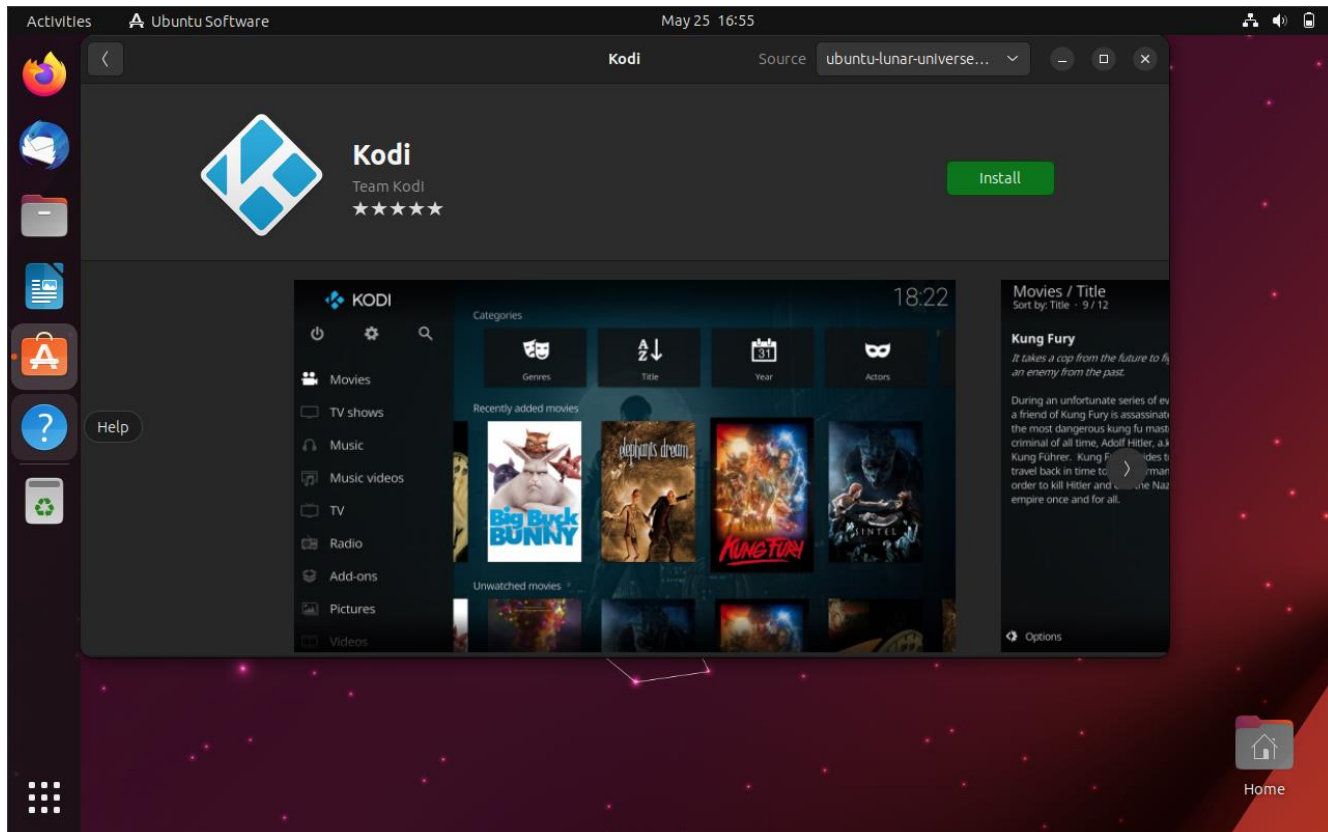 Activities
Ubuntu Software
May 25 16:55
Kodi
Source
ubuntu-lunar-universe...
Kodi
Team Kodi
Install
Help
KODI
18:22
Movies
TV shows
Music
Music videos
TV
Radio
Add-ons
Pictures
Videos
Categories
Genres
Title
31
Year
Actors
Recently added movies
Big Buck
BUNNY
elephants dream
KUNG FURY
SINTEL
Unwatched movies
Movies / Title
Sort by: Title · 9 / 12
Kung Fury
It takes a cop from the future to
an enemy from the past.
During an unfortunate series of
a friend of Kung Fury is
the most dangerous kung fu
criminal of all time, Adolf Hitler,
Kung Führer. Kung
travel back in time to
order to kill Hitler and the
empire once and for all.
Options
Home